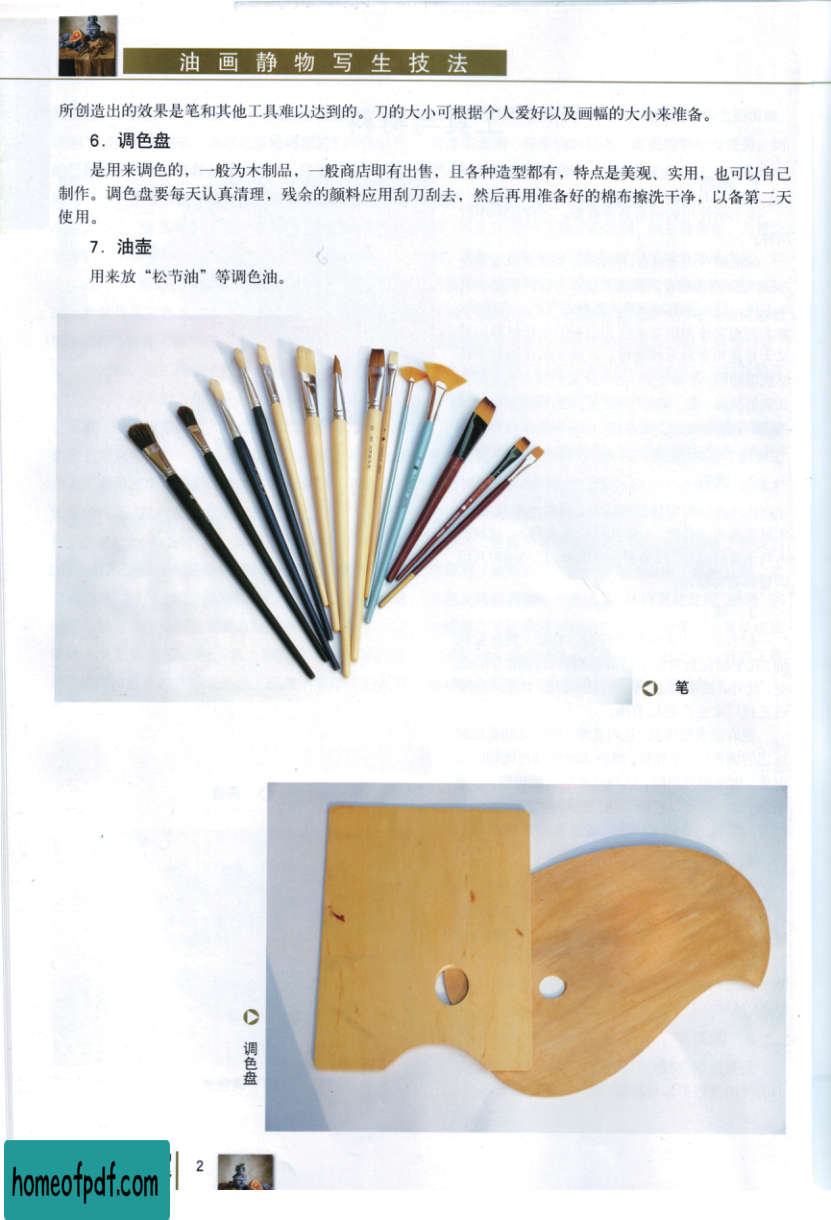 油画静物写生技法
所创造出的效果是笔和其他工具难以达到的。刀的大小可根据个人爱好以及画幅的大小来准备。
6．调色盘
是用来调色的，一般为木制品，一般商店即有出售，且各种造型都有，特点是美观、实用，也可以自己
制作。调色盘要每天认真清理，残余的颜料应用刮刀刮去，然后再用准备好的棉布擦洗干净，以备第二天
使用。
7．油壶
用来放“松节油”等调色油。
笔
调色盘
2
homeofpdf.com